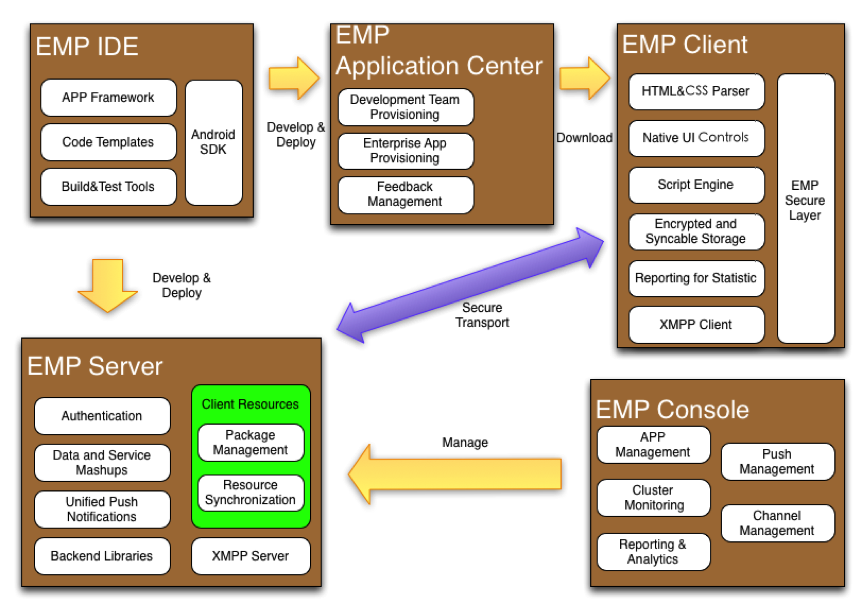 EMP IDE
APP Framework
Code Templates
Build&Test Tools
Android
SDK
Develop &
Deploy
EMP
Application Center
Development Team
Provisioning
Enterprise App
Provisioning
Feedback
Management
Download
EMP Client
HTML&CSS Parser
Native UI Controls
Script Engine
Encrypted and
Syncable Storage
Reporting for Statistic
XMPP Client
EMP
Secure
Layer
Develop &
Deploy
Secure
Transport
EMP Server
Authentication
Data and Service
Mashups
Unified Push
Notifications
Backend Libraries
Client Resources
Package
Management
Resource
Synchronization
XMPP Server
Manage
EMP Console
APP
Management
Cluster
Monitoring
Reporting &
Analytics
Push
Management
Channel
Management